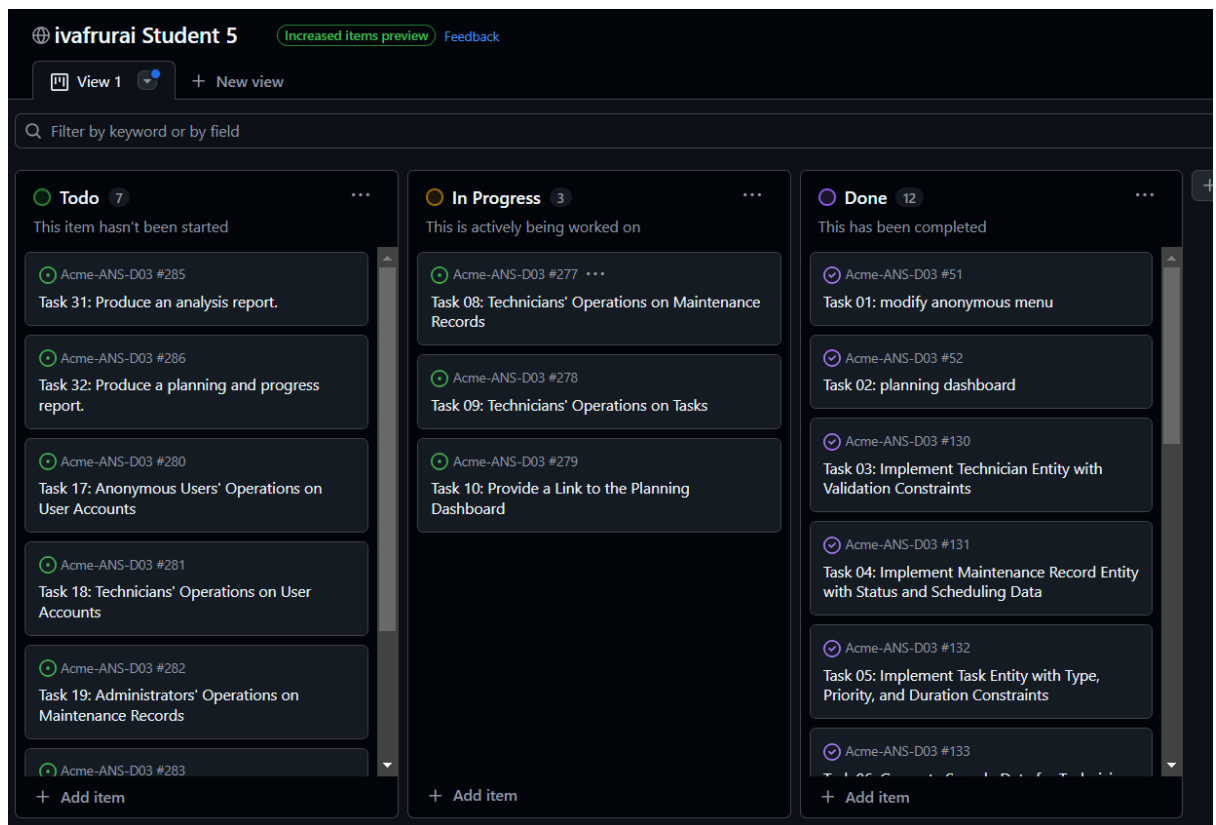 ivafrurai Student 5
Increased items preview
Feedback
View 1
New view
Filter by keyword or by field
Todo 7
This item hasn't been started
Acme-ANS-D03 #285
Task 31: Produce an analysis report.
Acme-ANS-D03 #286
Task 32: Produce a planning and progress
report.
Acme-ANS-D03 #280
Task 17: Anonymous Users' Operations on
User Accounts
Acme-ANS-D03 #281
Task 18: Technicians' Operations on User
Accounts
Acme-ANS-D03 #282
Task 19: Administrators' Operations on
Maintenance Records
Acme-ANS-D03 #283
+ Add item
In Progress 3
This is actively being worked on
Acme-ANS-D03 #277
Task 08: Technicians' Operations on Maintenance
Records
Acme-ANS-D03 #278
Task 09: Technicians' Operations on Tasks
Acme-ANS-D03 #279
Task 10: Provide a Link to the Planning
Dashboard
+ Add item
Done 12
This has been completed
Acme-ANS-D03 #51
Task 01: modify anonymous menu
Acme-ANS-D03 #52
Task 02: planning dashboard
Acme-ANS-D03 #130
Task 03: Implement Technician Entity with
Validation Constraints
Acme-ANS-D03 #131
Task 04: Implement Maintenance Record Entity
with Status and Scheduling Data
Acme-ANS-D03 #132
Task 05: Implement Task Entity with Type,
Priority, and Duration Constraints
Acme-ANS-D03 #133
+ Add item